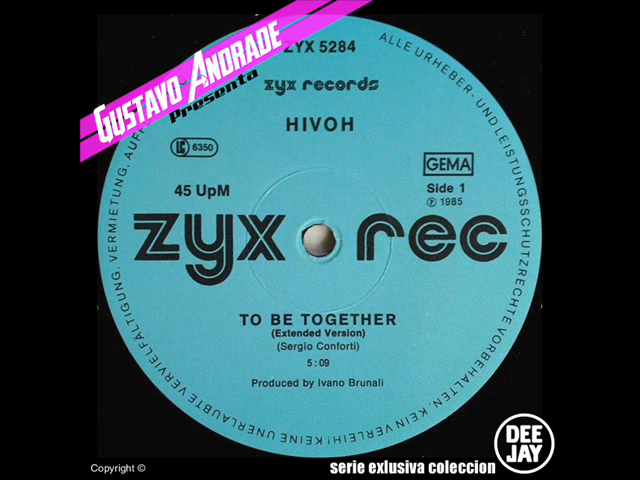 GUSTAVO ANDRADE
Presenta
ZYX 5284
zyx records
HIVOH
LC 6350
GEMA
45 UpM
Side 1
℗ 1985
zyx rec
TO BE TOGETHER
(Extended Version)
(Sergio Conforti)
5:09
Produced by Ivano Brunali
ALLE URHEBER- UND LEISTUNGSSCHUTZRECHTE VORBEHALTEN. KEIN VERLEIH! KEINE UNERLAUBTE VERVIELFÄLTIGUNG, VERMIETUNG,
DEE
JAY
Copyright ©
serie exlusiva coleccion